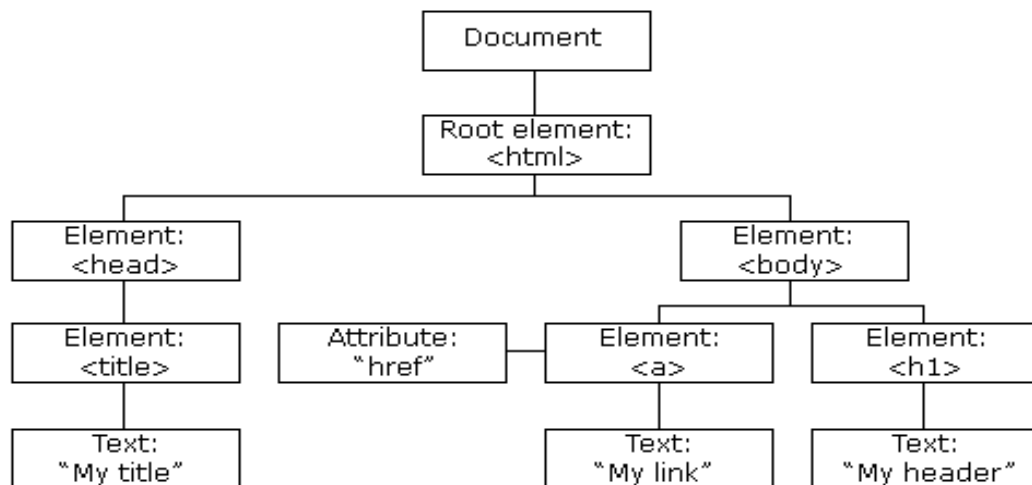 Document
Root element:
<html>
Element:
<head>
Element:
<body>
Element:
<title>
Attribute:
“href”
Element:
<a>
Element:
<h1>
Text:
“My title”
Text:
“My link”
Text:
“My header”